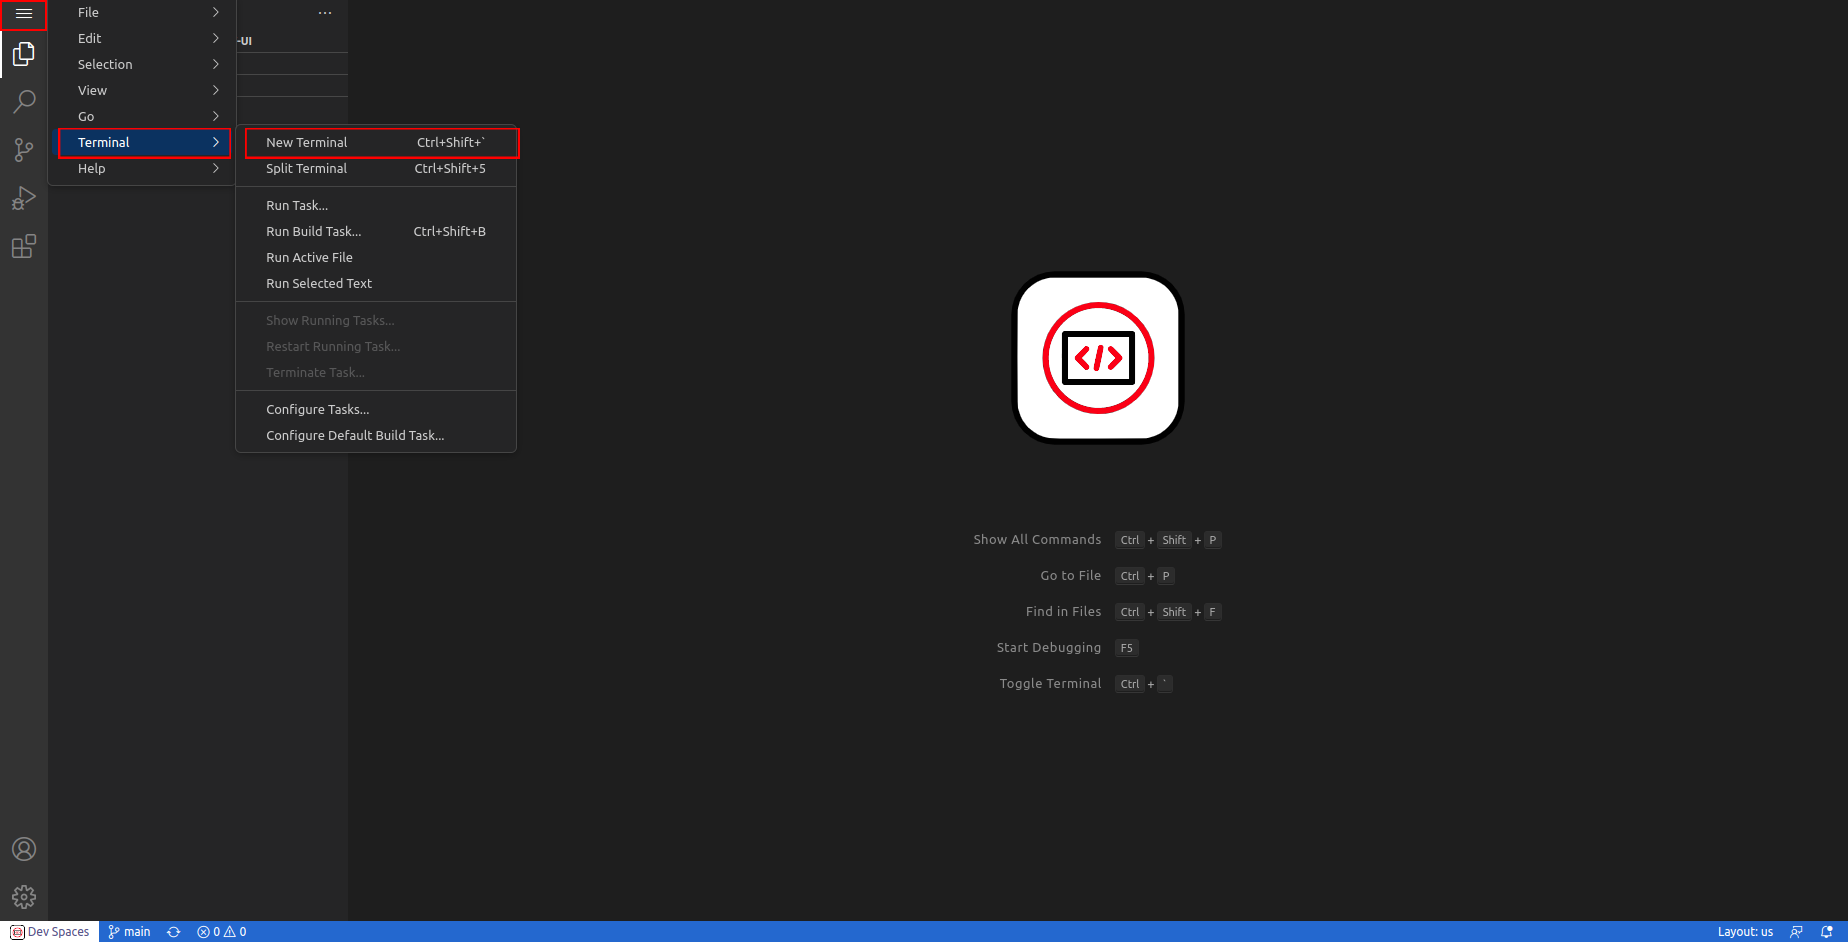 File
Edit
Selection
View
Go
Terminal
Help
-UI
New Terminal Ctrl+Shift+`
Split Terminal Ctrl+Shift+5
Run Task...
Run Build Task... Ctrl+Shift+B
Run Active File
Run Selected Text
Show Running Tasks...
Restart Running Task...
Terminate Task...
Configure Tasks...
Configure Default Build Task...
</>
Show All Commands Ctrl + Shift + P
Go to File Ctrl + P
Find in Files Ctrl + Shift + F
Start Debugging F5
Toggle Terminal Ctrl + `
Dev Spaces main 0 0 Layout: us